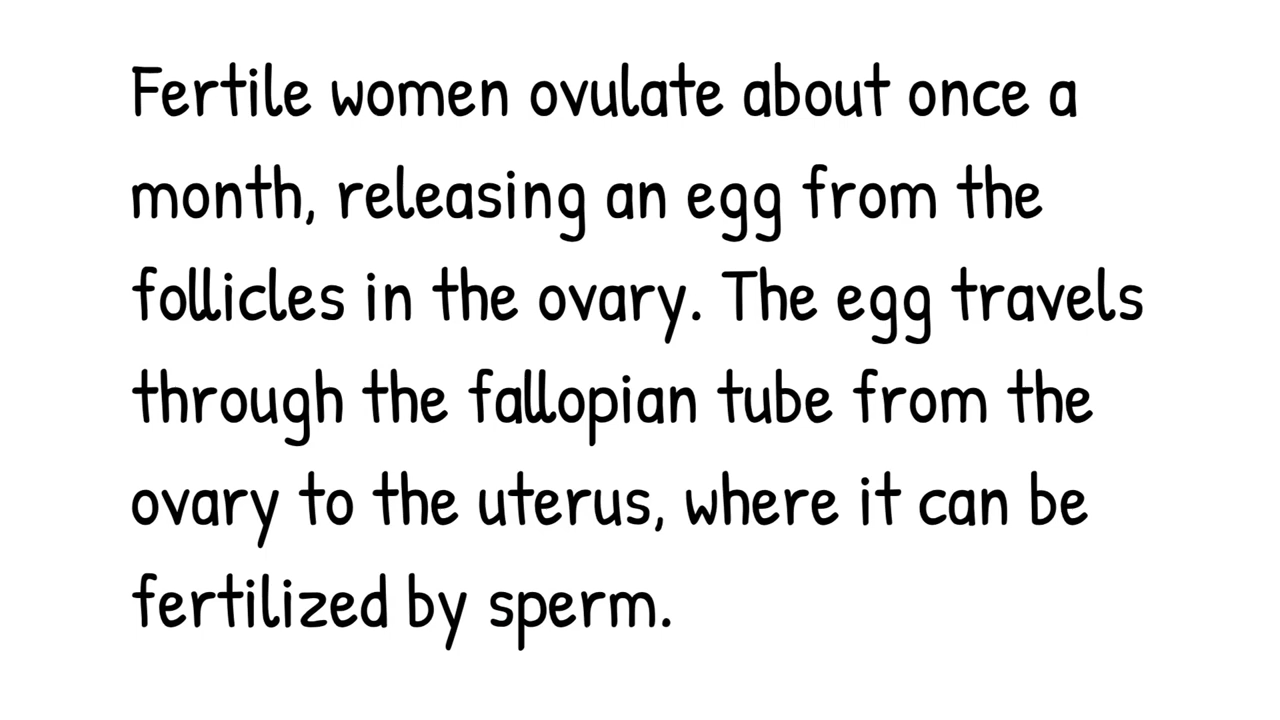 Fertile women ovulate about once a
month, releasing an egg from the
follicles in the ovary. The egg travels
through the fallopian tube from the
ovary to the uterus, where it can be
fertilized by sperm.